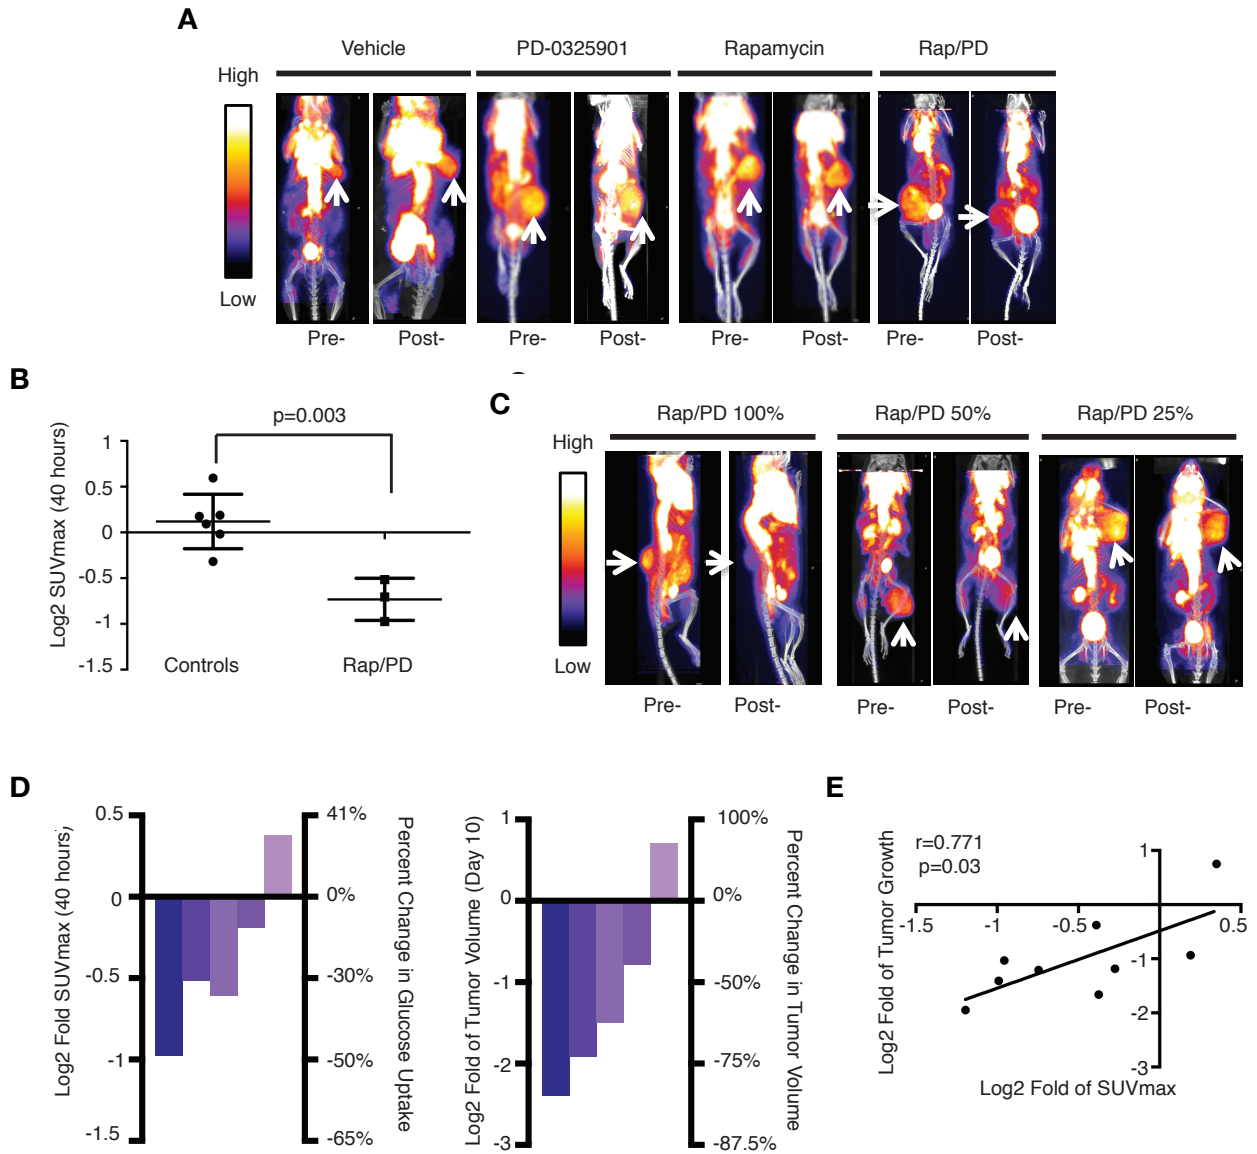 A
Vehicle PD-0325901 Rapamycin Rap/PD
High
Low
Pre- Post- Pre- Post- Pre- Post- Pre- Post-
B
p=0.003
Log2 SUVmax (40 hours)
1
0.5
0
-0.5
-1
-1.5
Controls Rap/PD
C
Rap/PD 100% Rap/PD 50% Rap/PD 25%
High
Low
Pre- Post- Pre- Post- Pre- Post-
D
Log2 Fold SUVmax (40 hours)
0.5
0
-0.5
-1
-1.5
41%
0%
-30%
-50%
-65%
Percent Change in Glucose Uptake
Log2 Fold of Tumor Volume (Day 10)
1
0
-1
-2
-3
100%
0%
-50%
-75%
-87.5%
Percent Change in Tumor Volume
E
r=0.771
p=0.03
Log2 Fold of Tumor Growth
1
-1.5 -1 -0.5 0.5
-1
-2
-3
Log2 Fold of SUVmax